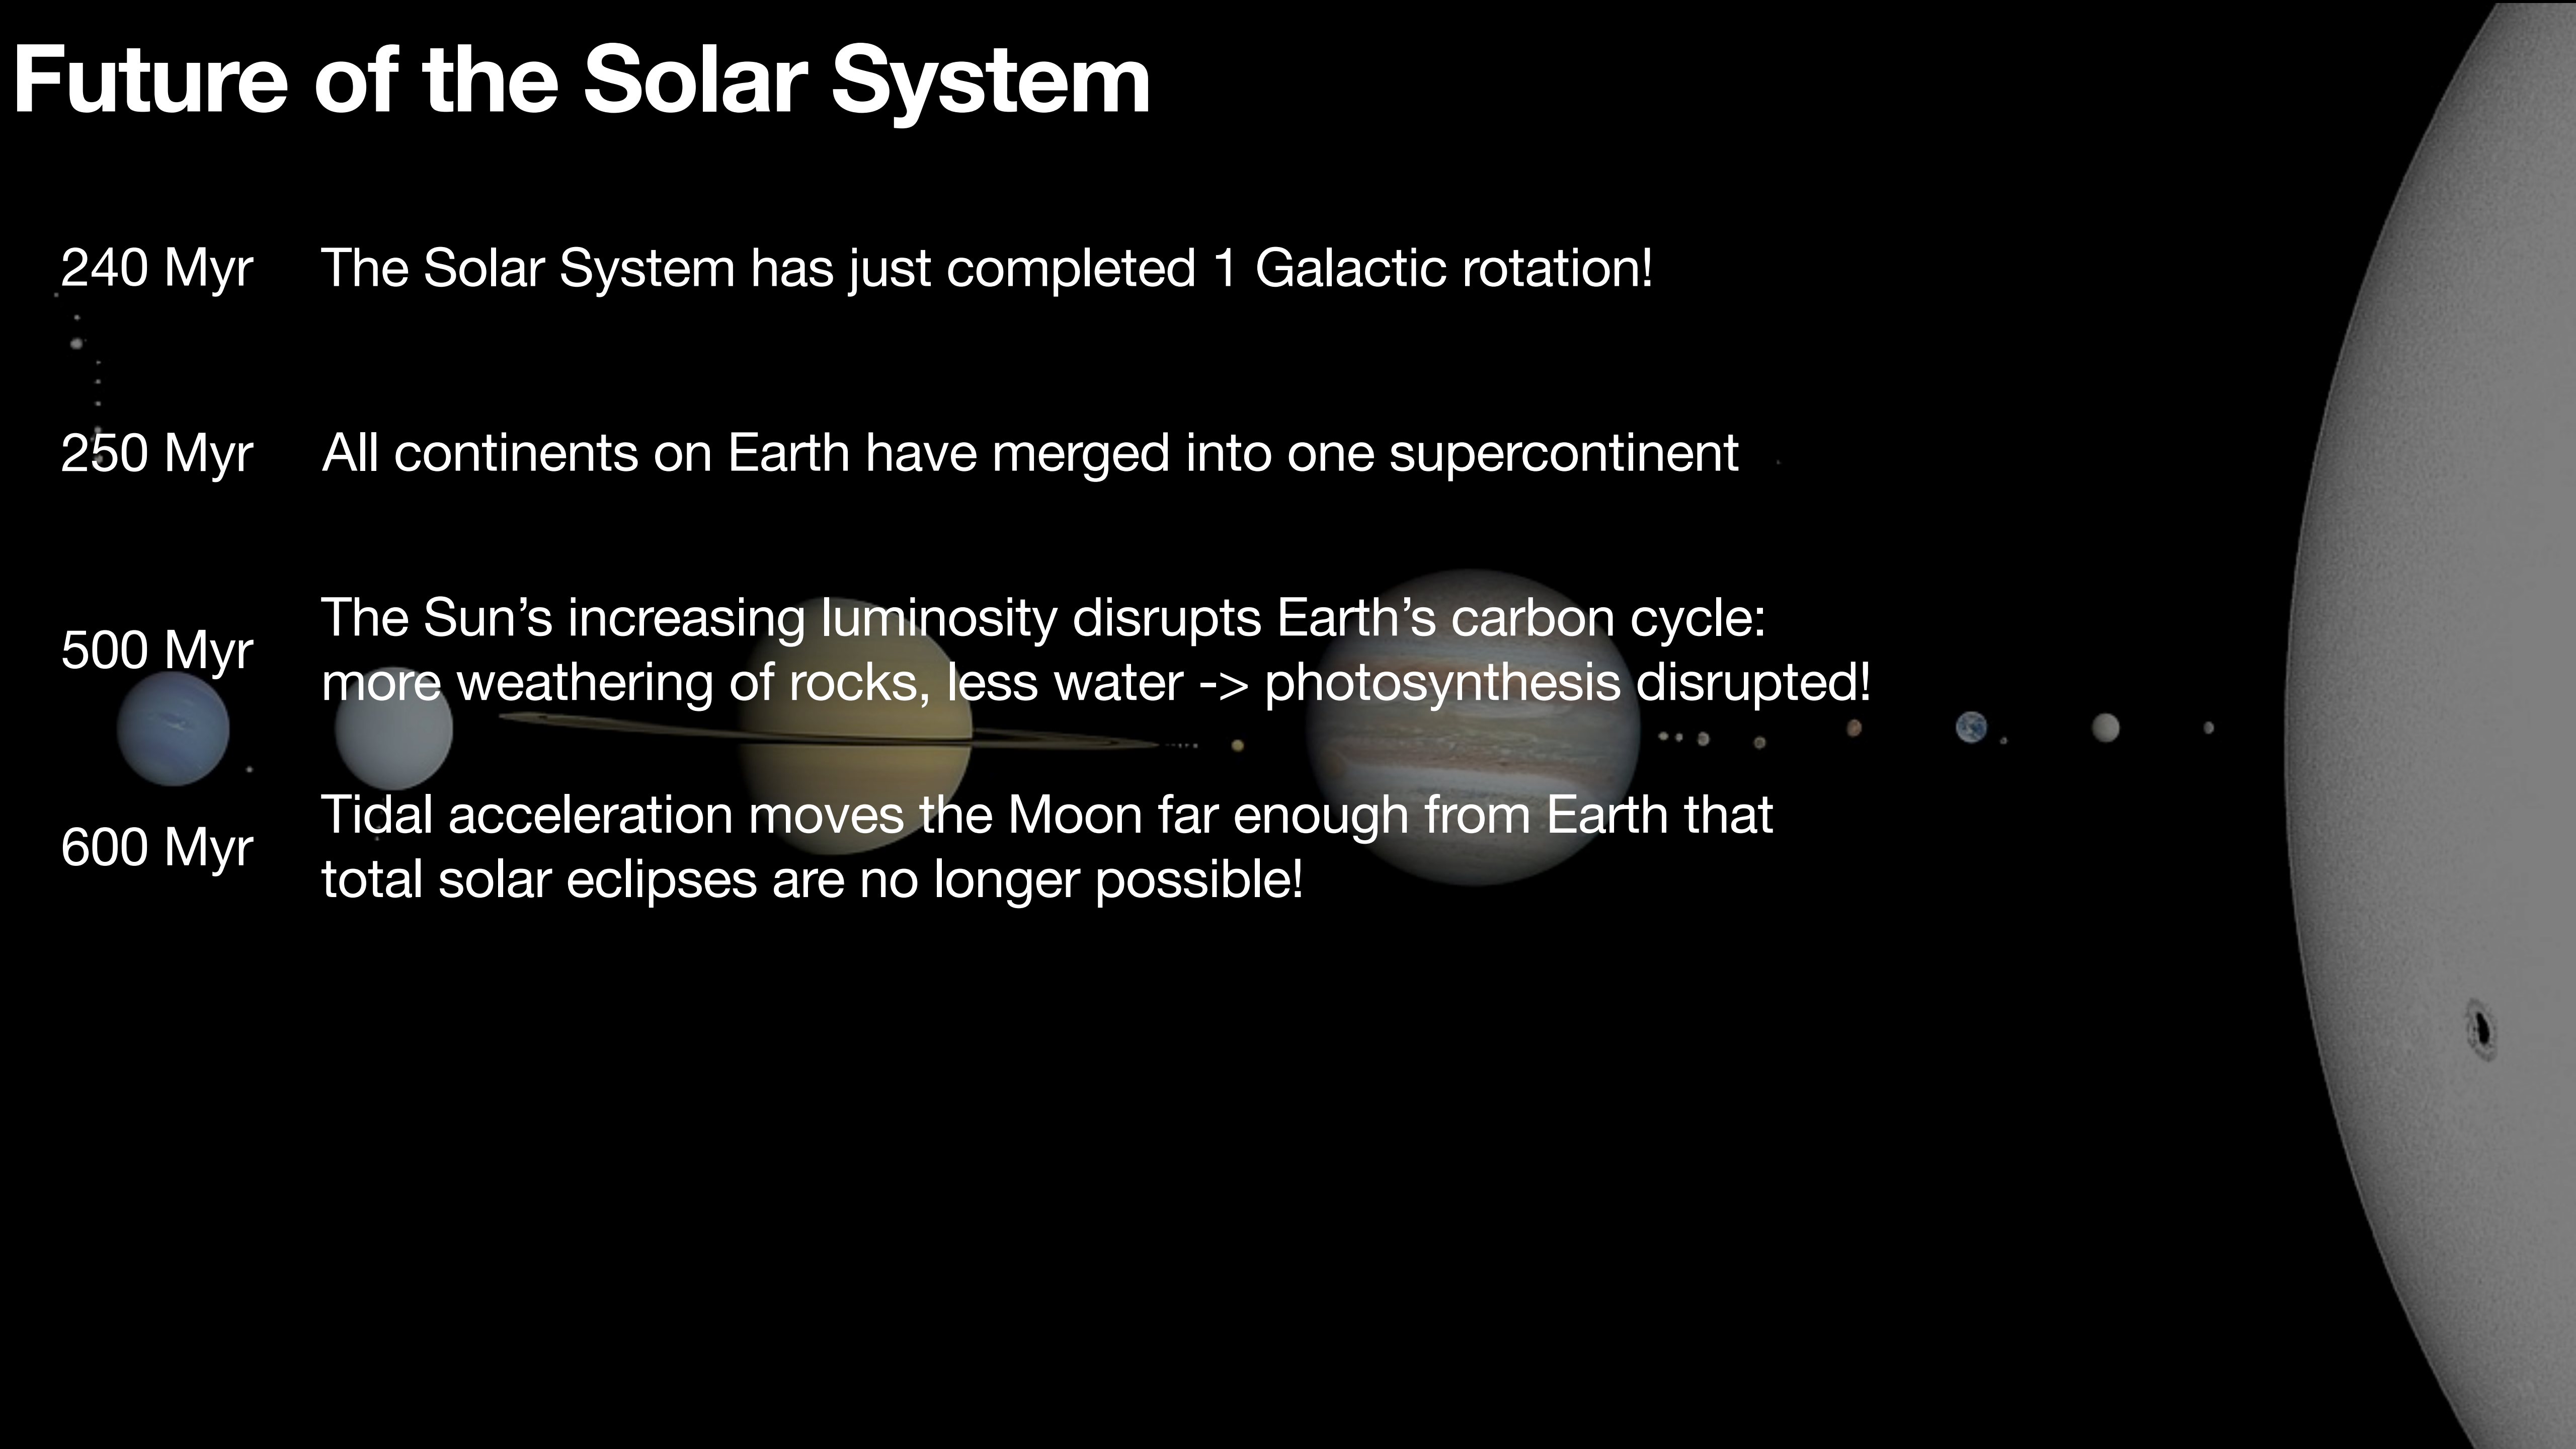 Future of the Solar System
240 Myr The Solar System has just completed 1 Galactic rotation!
250 Myr All continents on Earth have merged into one supercontinent
500 Myr The Sun’s increasing luminosity disrupts Earth’s carbon cycle:
more weathering of rocks, less water -> photosynthesis disrupted!
600 Myr Tidal acceleration moves the Moon far enough from Earth that
total solar eclipses are no longer possible!